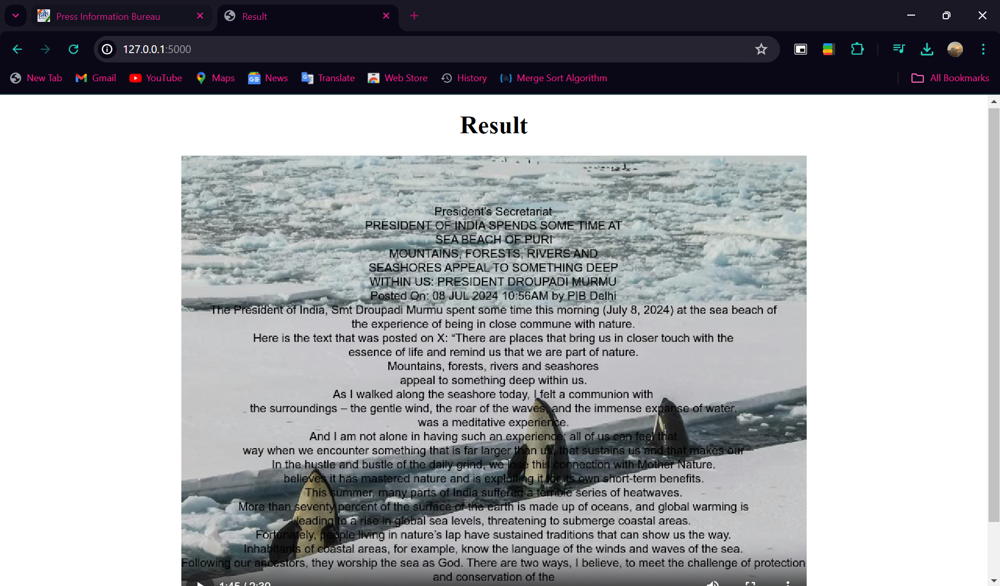 Press Information Bureau
Result
127.0.0.1:5000
New Tab
Gmail
YouTube
Maps
News
Translate
Web Store
History
Merge Sort Algorithm
All Bookmarks
Result
President's Secretariat
PRESIDENT OF INDIA SPENDS SOME TIME AT
SEA BEACH OF PURI
MOUNTAINS, FORESTS, RIVERS AND
SEASHORES APPEAL TO SOMETHING DEEP
WITHIN US: PRESIDENT DROUPADI MURMU
Posted On: 08 JUL 2024 10:56AM by PIB Delhi
The President of India, Smt Droupadi Murmu spent some time this morning (July 8, 2024) at the sea beach of
the experience of being in close commune with nature.
Here is the text that was posted on X: “There are places that bring us in closer touch with the
essence of life and remind us that we are part of nature.
Mountains, forests, rivers and seashores
appeal to something deep within us.
As I walked along the seashore today, I felt a communion with
the surroundings – the gentle wind, the roar of the waves, and the immense expanse of water.
was a meditative experience.
And I am not alone in having such an experience; all of us can feel that
way when we encounter something that is far larger than us, that sustains us and that makes our
In the hustle and bustle of the daily grind, we lose this connection with Mother Nature.
believes it has mastered nature and is exploiting it for its own short-term benefits.
This summer, many parts of India suffered a terrible series of heatwaves.
More than seventy percent of the surface of the earth is made up of oceans, and global warming is
leading to a rise in global sea levels, threatening to submerge coastal areas.
Fortunately, people living in nature’s lap have sustained traditions that can show us the way.
Inhabitants of coastal areas, for example, know the language of the winds and waves of the sea.
Following our ancestors, they worship the sea as God. There are two ways, I believe, to meet the challenge of protection
and conservation of the
1:45 / 2:30